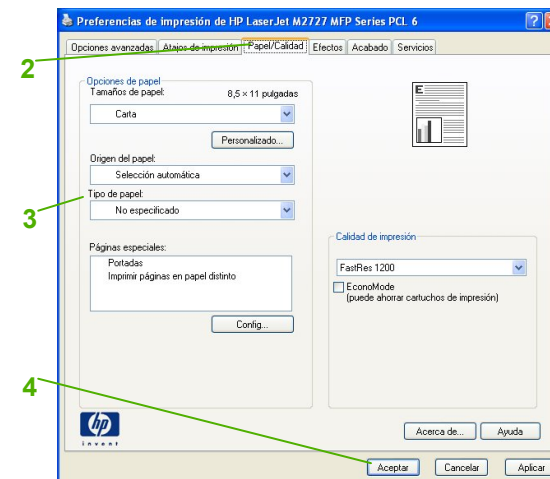 Preferencias de impresión de HP LaserJet M2727 MFP Series PCL 6
Opciones avanzadas Atajos de impresión Papel/Calidad Efectos Acabado Servicios
2
Opciones de papel
Tamaños de papel: 8,5 × 11 pulgadas
Carta
Personalizado...
Origen del papel:
Selección automática
Tipo de papel:
3
No especificado
Páginas especiales:
Portadas
Imprimir páginas en papel distinto
Config...
E
Calidad de impresión
FastRes 1200
EconoMode
(puede ahorrar cartuchos de impresión)
4
hp
invent
Acerca de... Ayuda
Aceptar Cancelar Aplicar